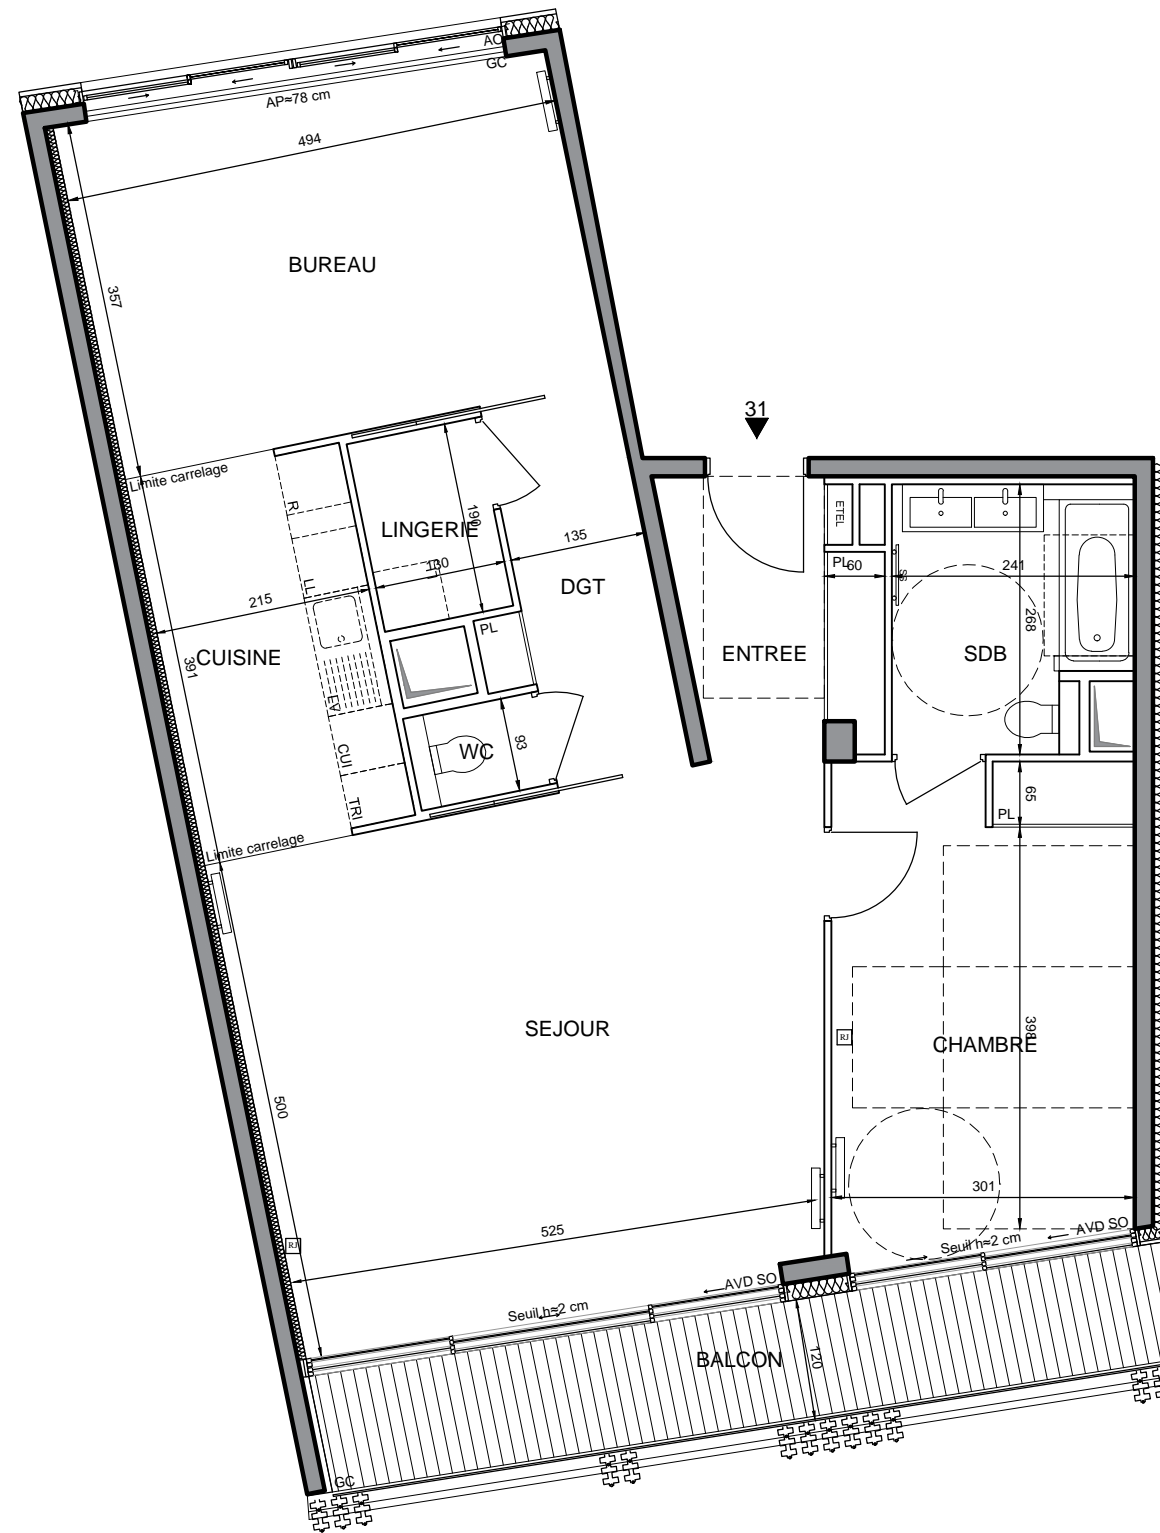 AO
GC
AP≈78 cm
494
BUREAU
357
31
Limite carrelage
R
LINGERIE
190
130
135
ETEL
PL
60
241
SS
LL
215
DGT
268
CUISINE
391
PL
ENTREE
SDB
LV
WC
93
CUI
TRI
65
PL
Limite carrelage
SEJOUR
RJ
398
CHAMBRE
500
301
525
RJ
Seuil h≈2 cm
AVD SO
Seuil h≈2 cm
AVD SO
BALCON
120
GC